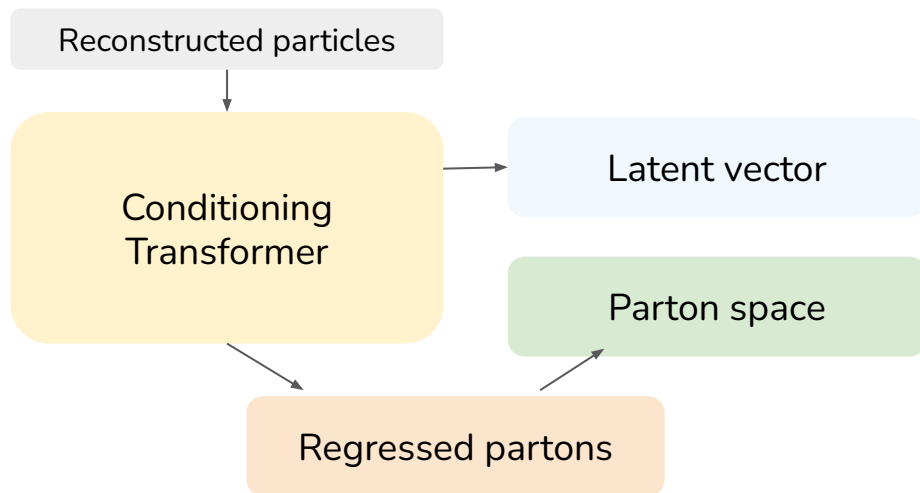 Reconstructed particles
Conditioning
Transformer
Latent vector
Parton space
Regressed partons